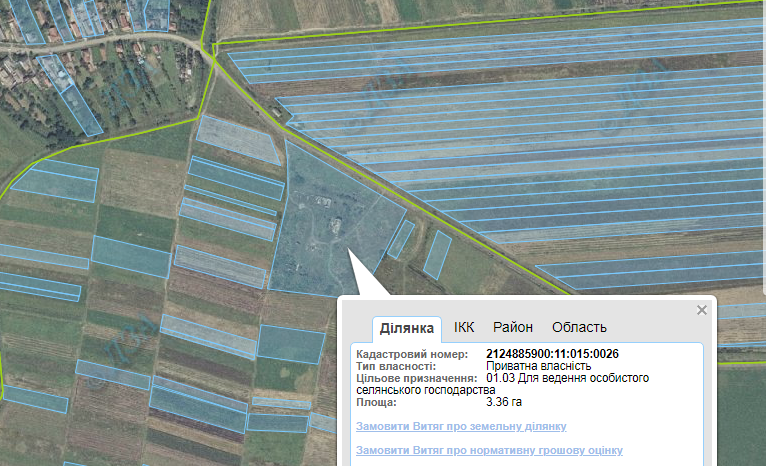 Ділянка ІКК Район Область
Кадастровий номер: 2124885900:11:015:0026
Тип власності: Приватна власність
Цільове призначення: 01.03 Для ведення особистого
селянського господарства
Площа: 3.36 га
Замовити Витяг про земельну ділянку
Замовити Витяг про нормативну грошову оцінку